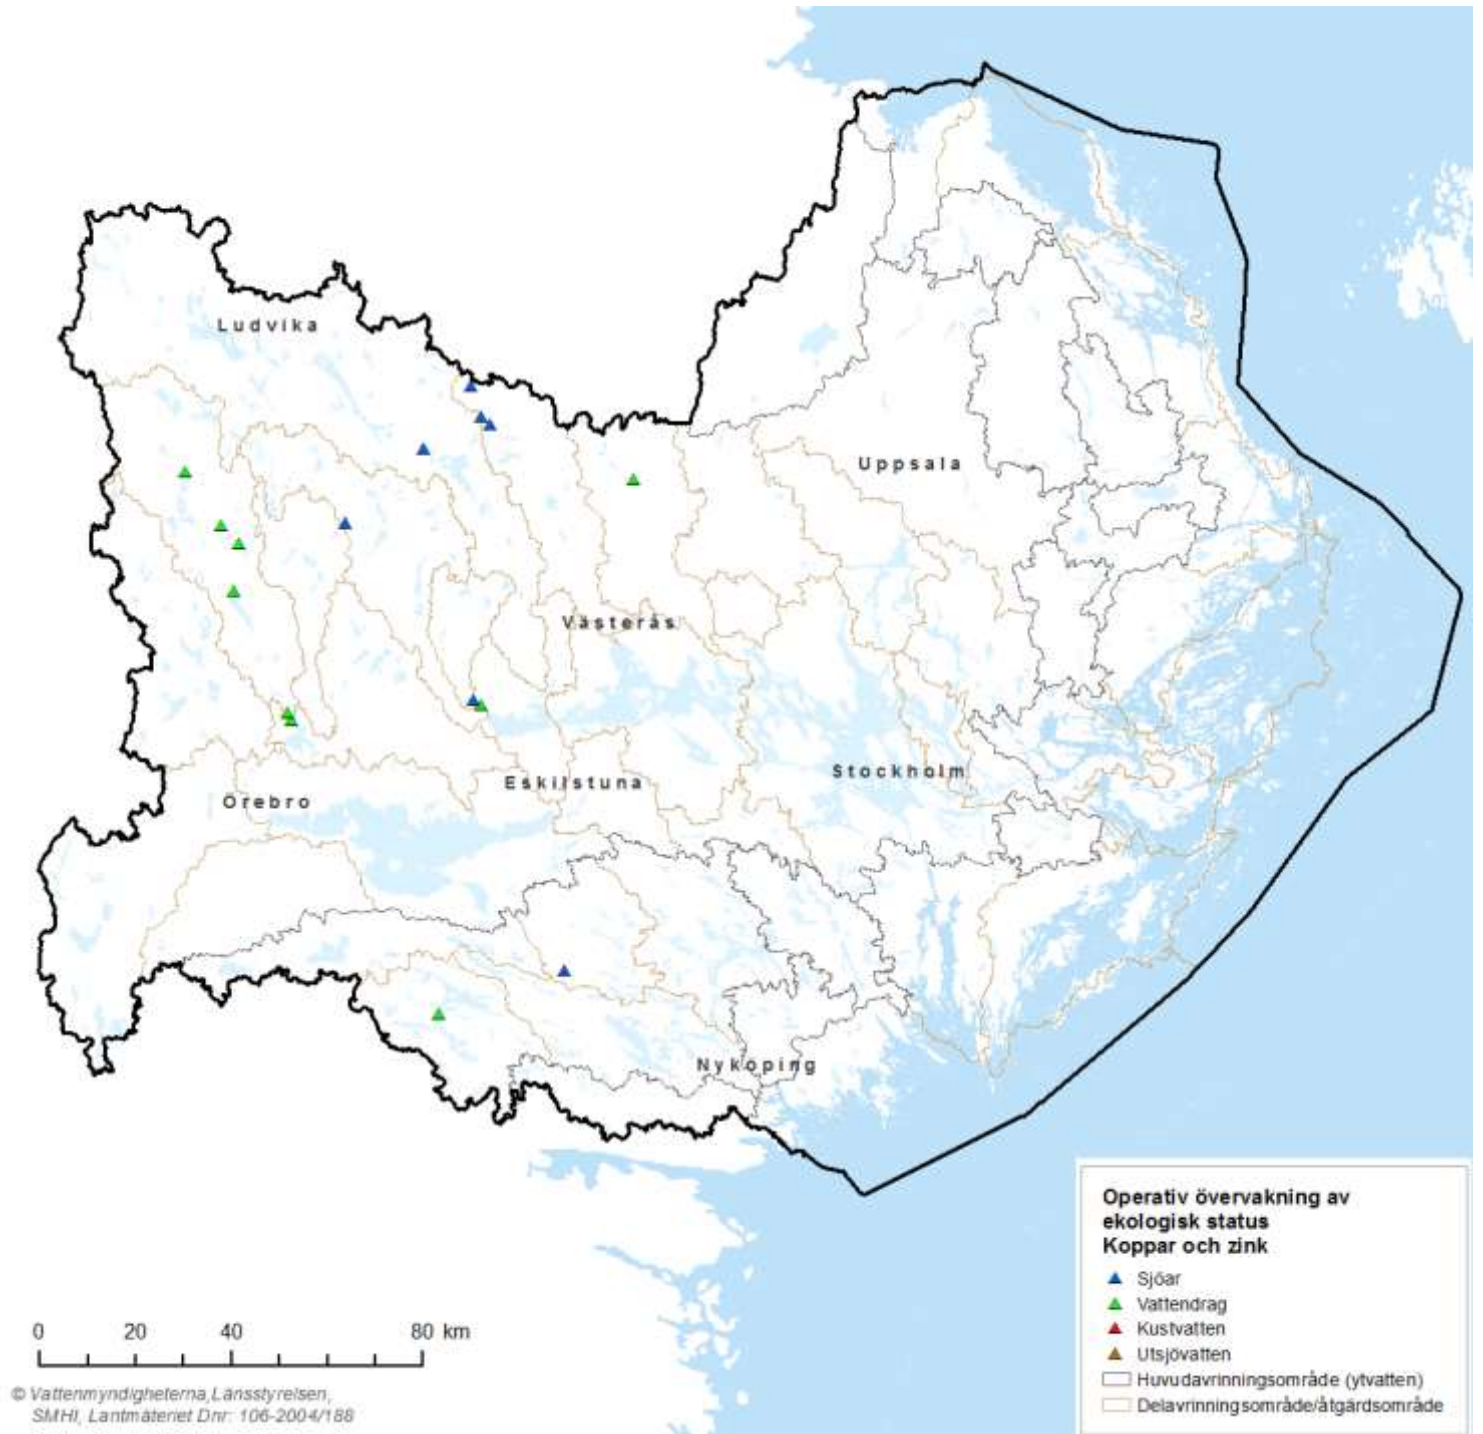 Ludvika
Uppsala
Västerås
Eskilstuna
Stockholm
Örebro
Nyköping
Operativ övervakning av
ekologisk status
Koppar och zink
Sjöar
Vattendrag
Kustvatten
Utsjövatten
Huvudavrinningsområde (ytvatten)
Delavrinningsområde/åtgärdsområde
0 20 40 80 km
© Vattenmyndigheterna,Länsstyrelsen,
SMHI, Lantmäteriet Dnr: 106-2004/188